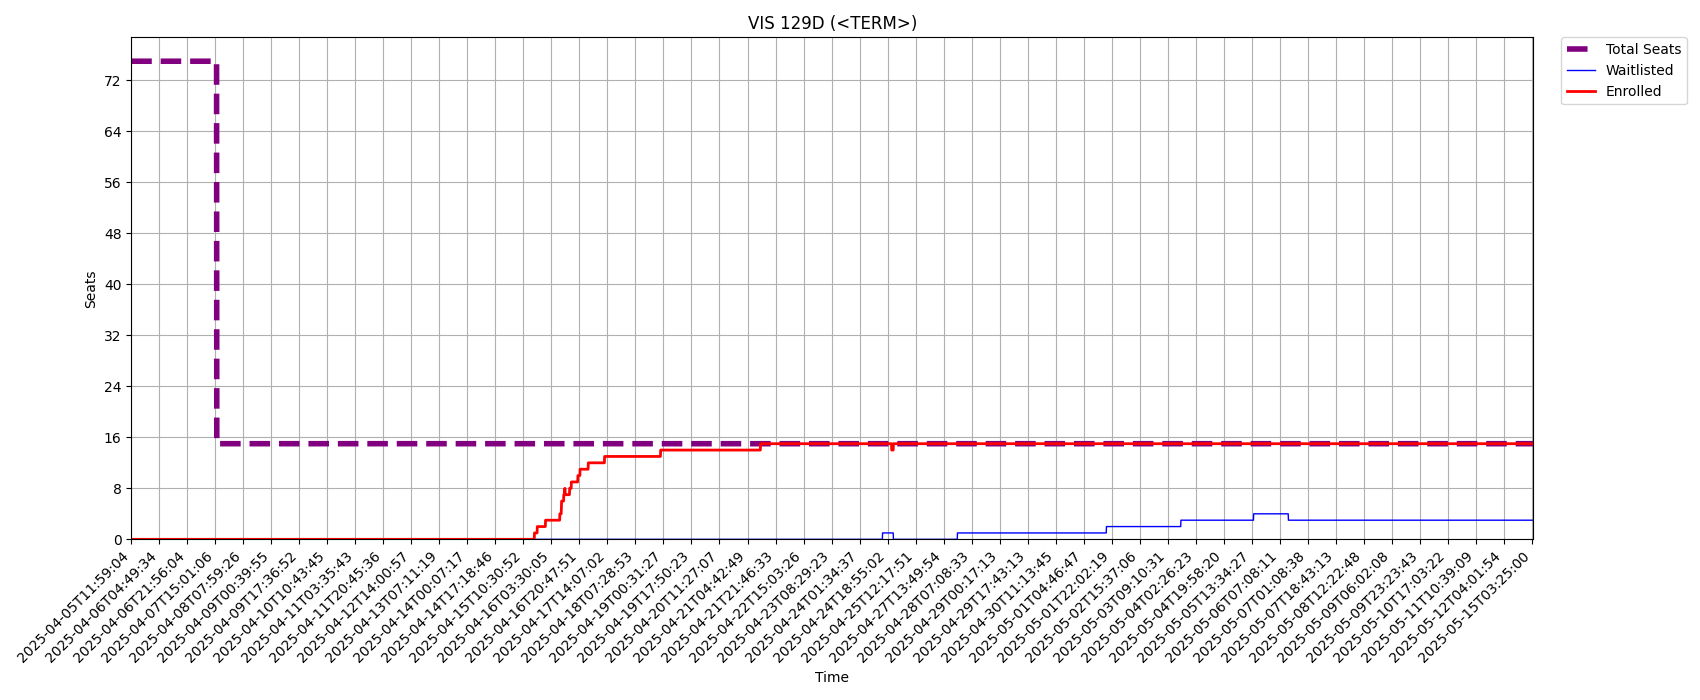 VIS 129D (<TERM>)
Total Seats
Waitlisted
Enrolled
Seats
72
64
56
48
40
32
24
16
8
0
2025-04-05T11:59:04
2025-04-06T04:49:34
2025-04-06T21:56:04
2025-04-07T15:01:06
2025-04-08T07:59:26
2025-04-09T00:39:55
2025-04-09T17:36:52
2025-04-10T10:43:45
2025-04-11T03:35:43
2025-04-11T20:45:36
2025-04-12T14:00:57
2025-04-13T07:11:19
2025-04-14T00:07:17
2025-04-14T17:18:46
2025-04-15T10:30:52
2025-04-16T03:30:05
2025-04-16T20:47:51
2025-04-17T14:07:02
2025-04-18T07:28:53
2025-04-19T00:31:27
2025-04-19T17:50:23
2025-04-20T11:27:07
2025-04-21T04:42:49
2025-04-21T21:46:33
2025-04-22T15:03:26
2025-04-23T08:29:23
2025-04-24T01:34:37
2025-04-24T18:55:02
2025-04-25T12:17:51
2025-04-27T13:49:54
2025-04-28T07:08:33
2025-04-29T00:17:13
2025-04-29T17:43:13
2025-04-30T11:13:45
2025-05-01T04:46:47
2025-05-01T22:02:19
2025-05-02T15:37:06
2025-05-03T09:10:31
2025-05-04T02:26:23
2025-05-04T19:58:20
2025-05-05T13:34:27
2025-05-06T07:08:11
2025-05-07T01:08:38
2025-05-07T18:43:13
2025-05-08T12:22:48
2025-05-09T06:02:08
2025-05-09T23:23:43
2025-05-10T17:03:22
2025-05-11T10:39:09
2025-05-12T04:01:54
2025-05-15T03:25:00
Time